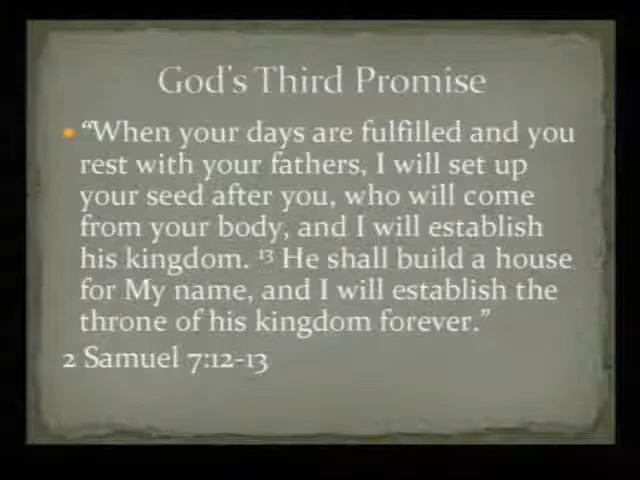 God's Third Promise
• “When your days are fulfilled and you
rest with your fathers, I will set up
your seed after you, who will come
from your body, and I will establish
his kingdom. ¹³ He shall build a house
for My name, and I will establish the
throne of his kingdom forever.”
2 Samuel 7:12-13